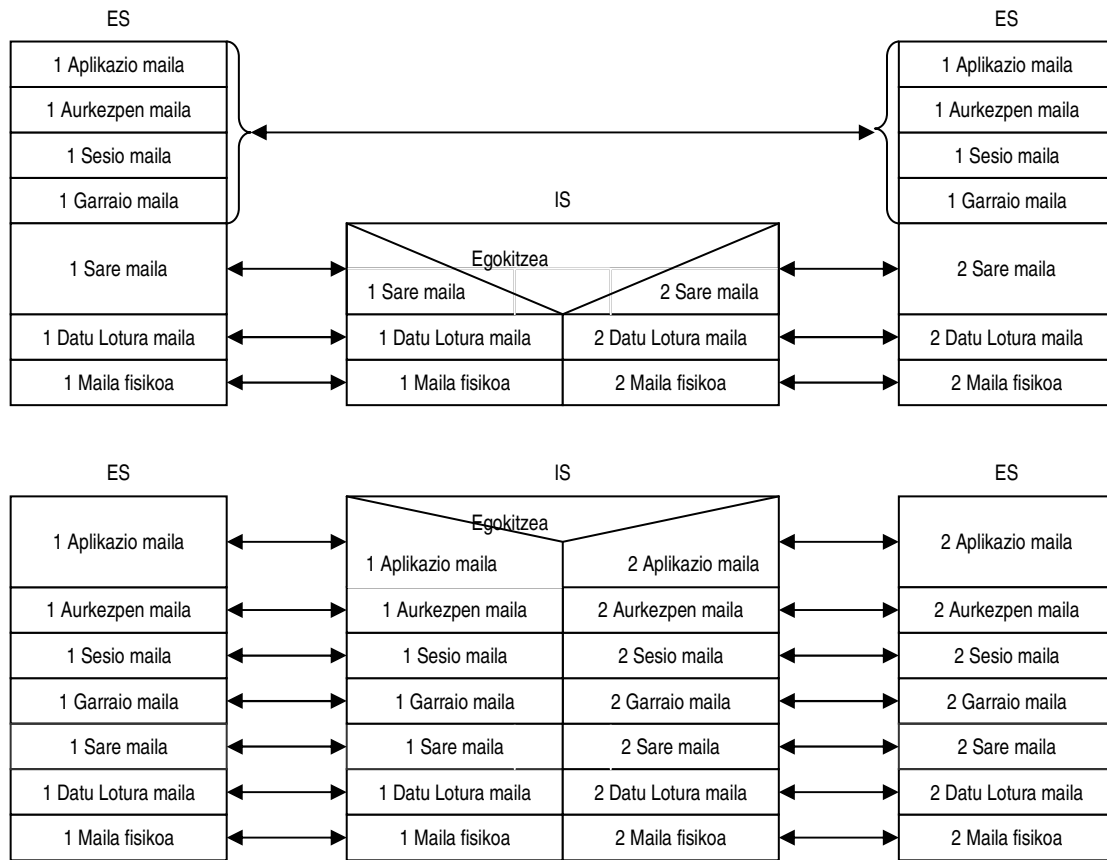 ES
ES
1 Aplikazio maila
1 Aplikazio maila
1 Aurkezpen maila
1 Aurkezpen maila
1 Sesio maila
1 Sesio maila
1 Garraio maila
IS
1 Garraio maila
1 Sare maila
Egokitzea
1 Sare maila
2 Sare maila
2 Sare maila
1 Datu Lotura maila
1 Datu Lotura maila
2 Datu Lotura maila
2 Datu Lotura maila
1 Maila fisikoa
1 Maila fisikoa
2 Maila fisikoa
2 Maila fisikoa
ES
IS
ES
1 Aplikazio maila
Egokitzea
1 Aplikazio maila
2 Aplikazio maila
2 Aplikazio maila
1 Aurkezpen maila
1 Aurkezpen maila
2 Aurkezpen maila
2 Aurkezpen maila
1 Sesio maila
1 Sesio maila
2 Sesio maila
2 Sesio maila
1 Garraio maila
1 Garraio maila
2 Garraio maila
2 Garraio maila
1 Sare maila
1 Sare maila
2 Sare maila
2 Sare maila
1 Datu Lotura maila
1 Datu Lotura maila
2 Datu Lotura maila
2 Datu Lotura maila
1 Maila fisikoa
1 Maila fisikoa
2 Maila fisikoa
2 Maila fisikoa